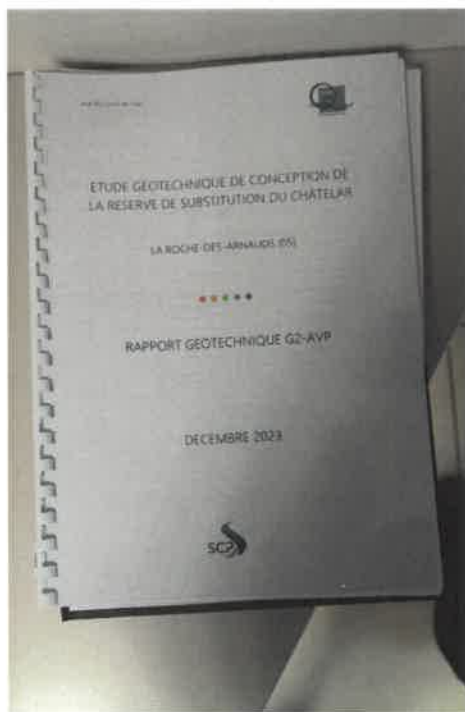 ETUDE GEOTECHNIQUE DE CONCEPTION DE
LA RESERVE DE SUBSTITUTION DU CHÂTELAR
LA ROCHE-DES-ARNAUDS (05)
RAPPORT GEOTECHNIQUE G2-AVP
DECEMBRE 2023
SCP